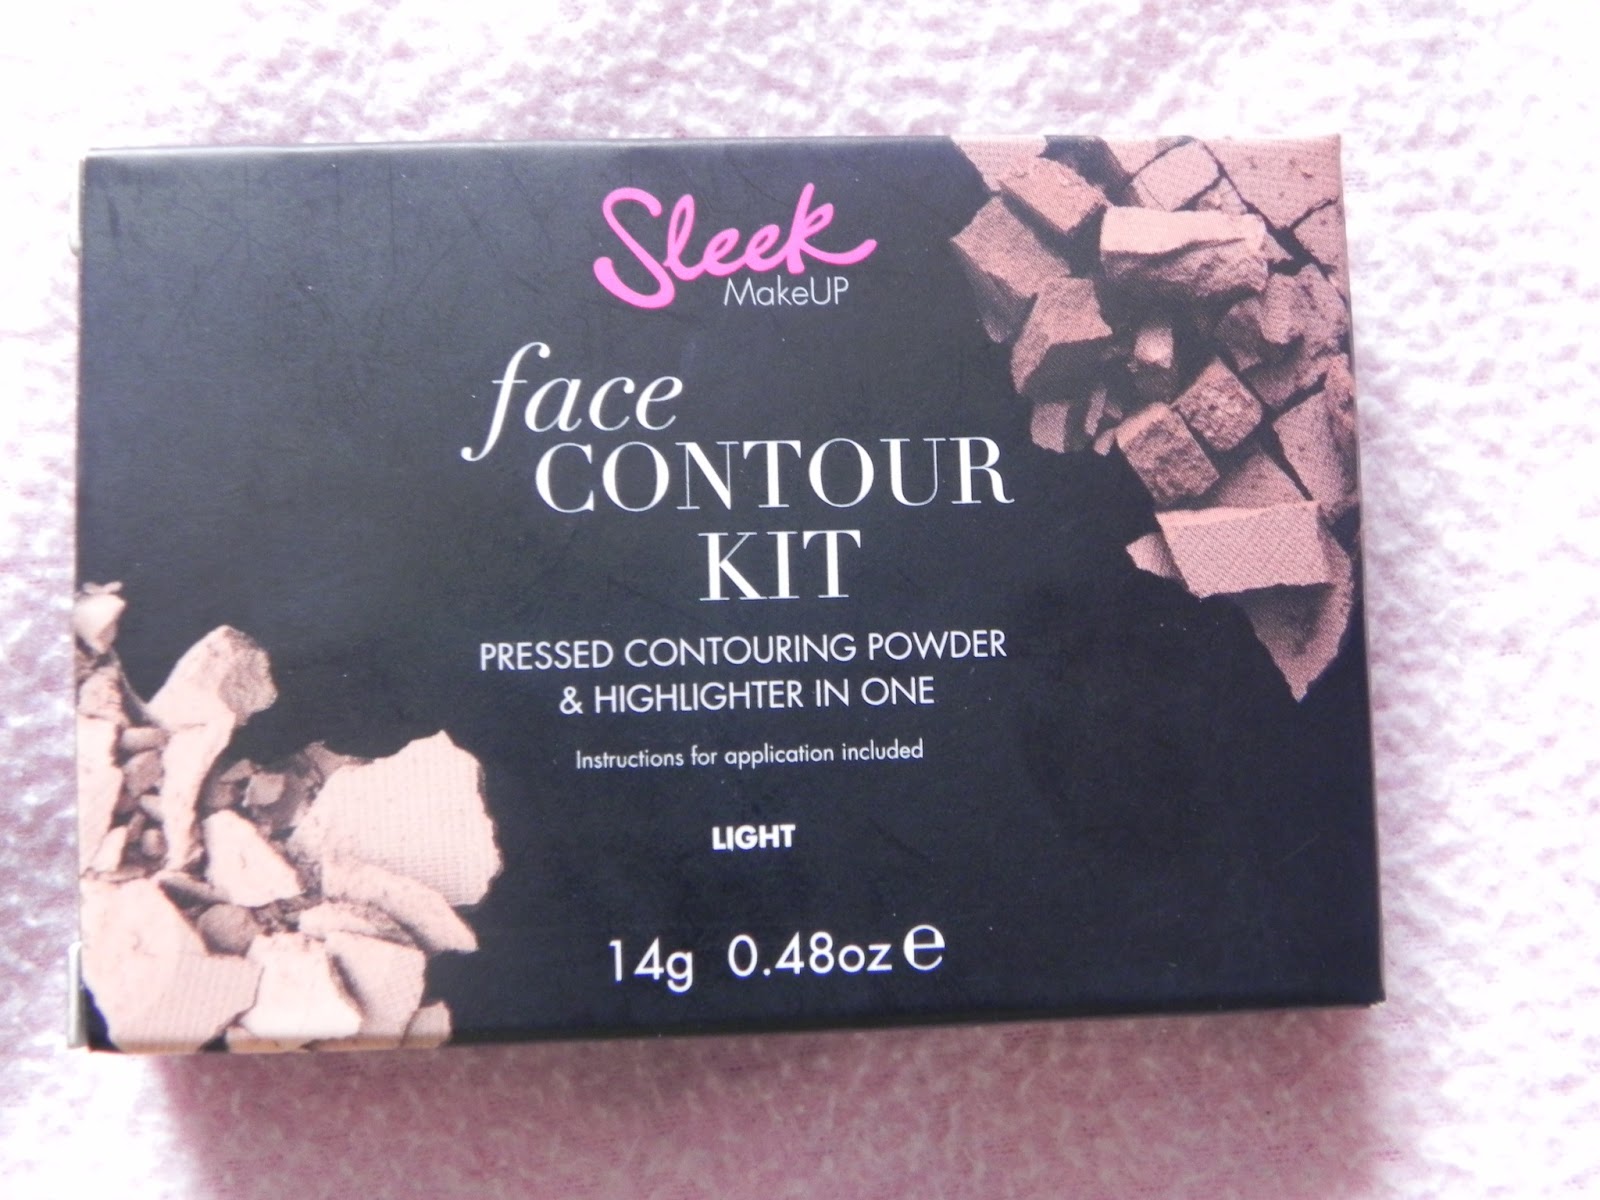 Sleek
MakeUP
face
CONTOUR
KIT
PRESSED CONTOURING POWDER
& HIGHLIGHTER IN ONE
Instructions for application included
LIGHT
14g 0.48oz ℮